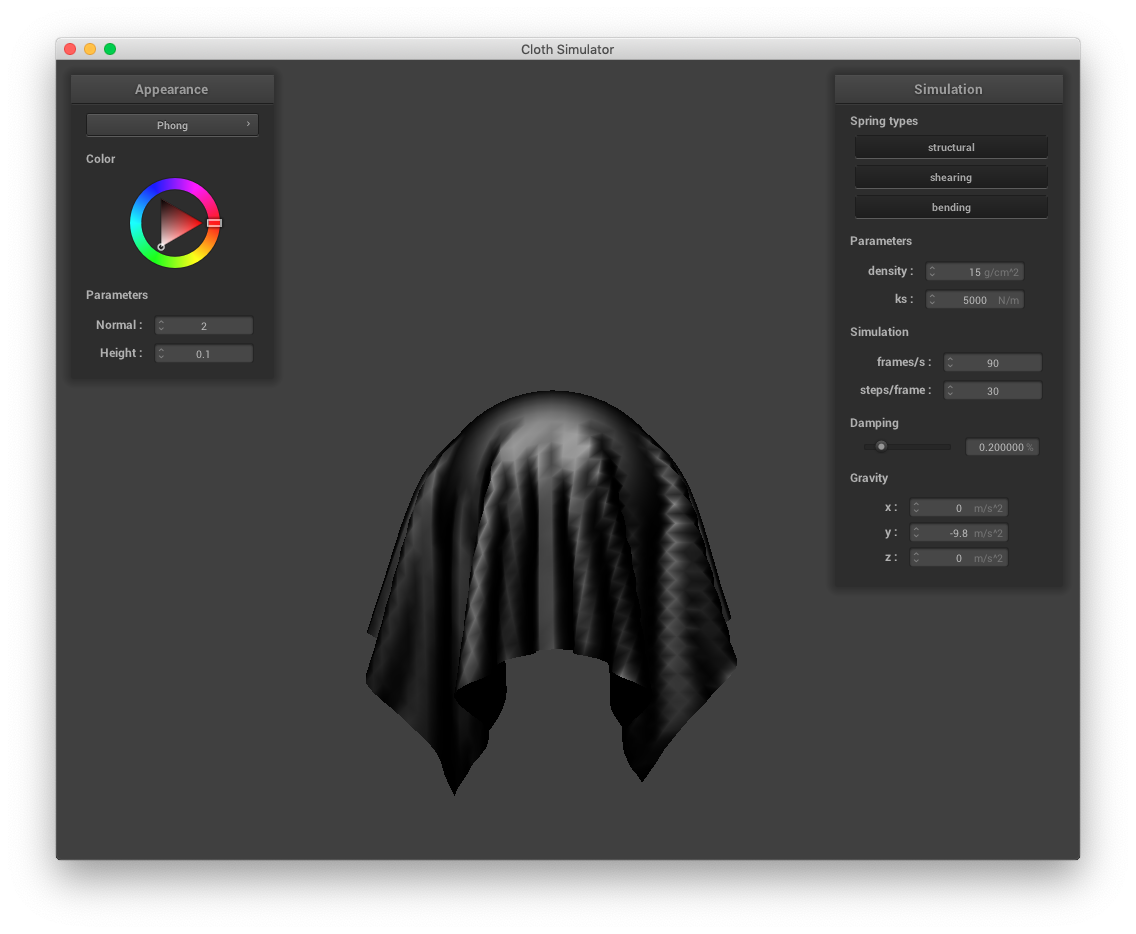 Cloth Simulator
Appearance
Phong
Color
Parameters
Normal : 2
Height : 0.1
Simulation
Spring types
structural
shearing
bending
Parameters
density : 15 g/cm^2
ks : 5000 N/m
Simulation
frames/s : 90
steps/frame : 30
Damping
0.200000 %
Gravity
x : 0 m/s^2
y : -9.8 m/s^2
z : 0 m/s^2